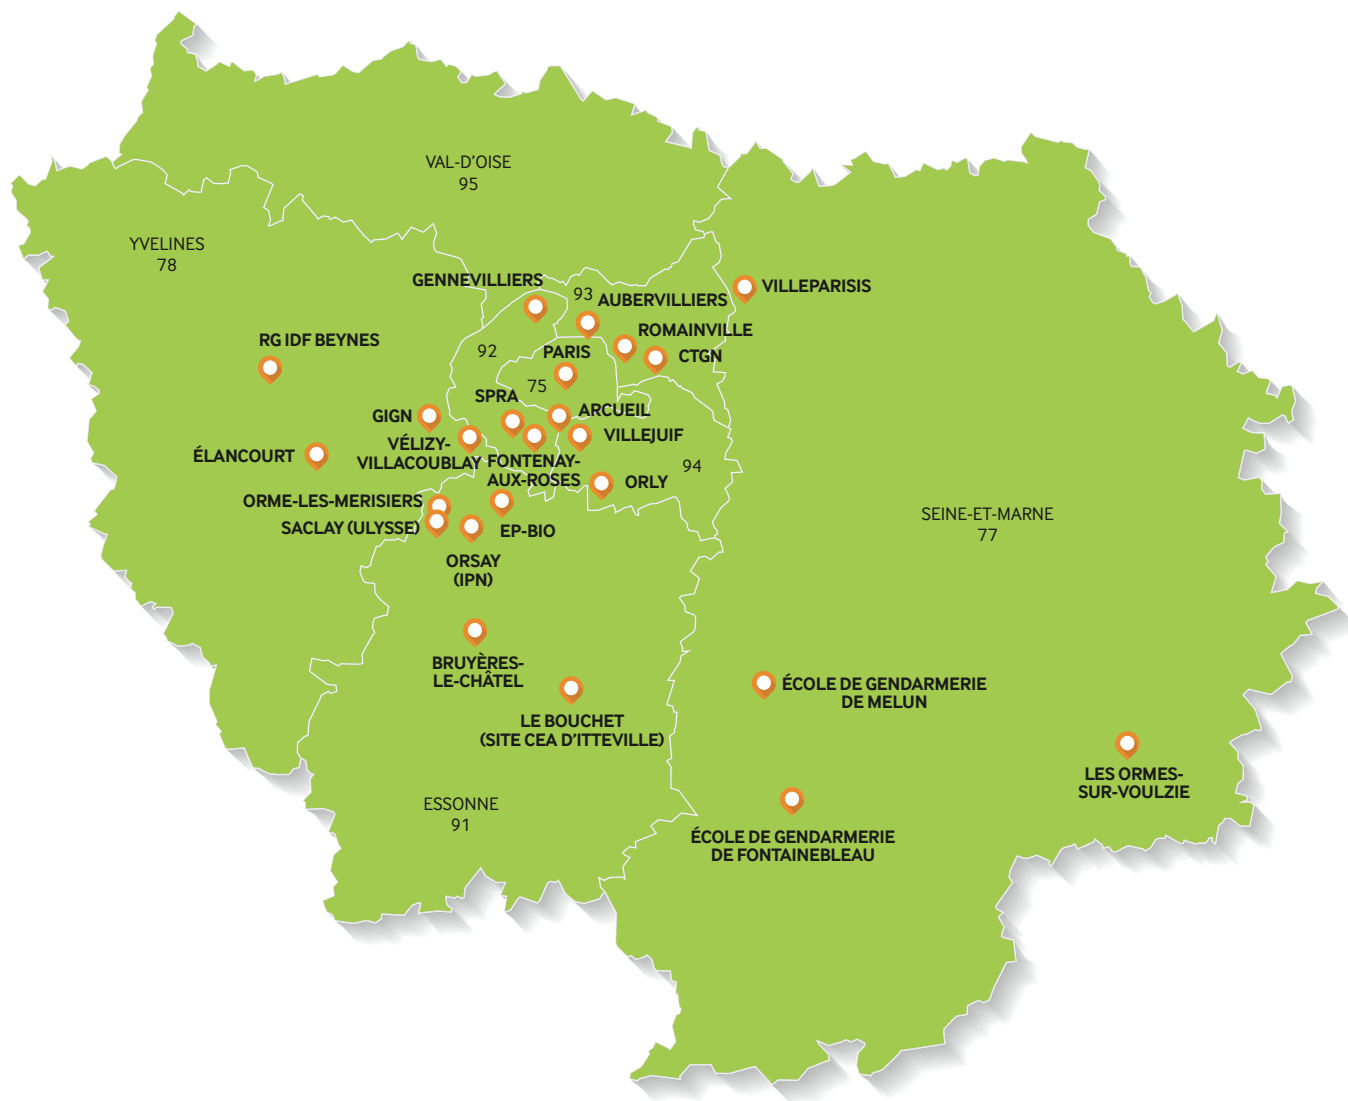 VAL-D'OISE
95
YVELINES
78
GENNEVILLIERS
93
AUBERVILLIERS
VILLEPARISIS
ROMAINVILLE
RG IDF BEYNES
92
PARIS
CTGN
75
SPRA
GIGN
ARCUEIL
VILLEJUIF
VÉLIZY-
VILLACOUBLAY
ÉLANCOURT
FONTENAY-
AUX-ROSES
94
ORLY
ORME-LES-MERISIERS
SACLAY (ULYSSE)
EP-BIO
SEINE-ET-MARNE
77
ORSAY
(IPN)
BRUYÈRES-
LE-CHÂTEL
ÉCOLE DE GENDARMERIE
DE MELUN
LE BOUCHET
(SITE CEA D'ITTEVILLE)
LES ORMES-
SUR-VOULZIE
ESSONNE
91
ÉCOLE DE GENDARMERIE
DE FONTAINEBLEAU